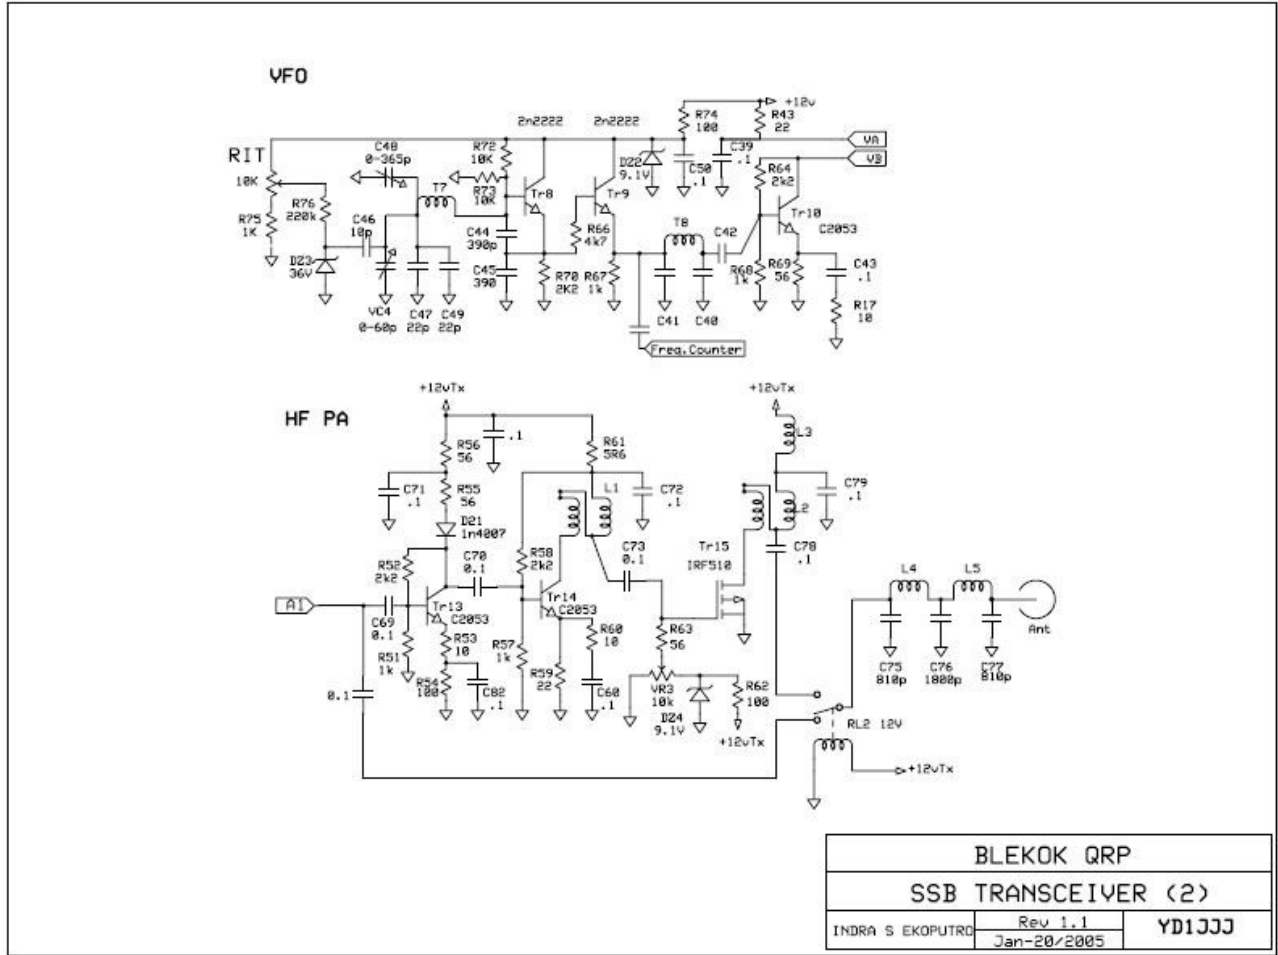 VFO
2n2222
2n2222
+12v
R74
100
R43
22
VA
VB
C48
0-365p
R72
10K
RIT
10K
R75
1K
R76
220k
DZ3
36V
C46
10p
VC4
0-60p
T7
R73
10K
C47
22p
C49
22p
C44
390p
C45
390
Tr8
R70
2K2
R66
4k7
Tr9
R67
1k
DZ2
9.1V
C50
.1
C39
.1
T8
C41
C40
C42
R64
2k2
R68
1k
Tr10
C2053
R69
56
C43
.1
R17
10
Freq.Counter
HF PA
+12vTx
R56
56
.1
C71
.1
R55
56
D21
1n4007
R52
2k2
A1
C69
0.1
R51
1k
Tr13
C2053
R53
10
R54
100
C82
.1
0.1
C70
0.1
R58
2k2
R57
1k
Tr14
C2053
R59
22
R60
10
C60
.1
R61
5R6
L1
C72
.1
C73
0.1
R63
56
VR3
10k
DZ4
9.1V
R62
100
+12vTx
Tr15
IRF510
+12vTx
L3
L2
C79
.1
C78
.1
RL2 12V
+12vTx
L4
L5
C75
810p
C76
1800p
C77
810p
Ant
BLEKOK QRP
SSB TRANSCEIVER (2)
INDRA S EKOPUTRO
Rev 1.1
Jan-20/2005
YD1JJJ